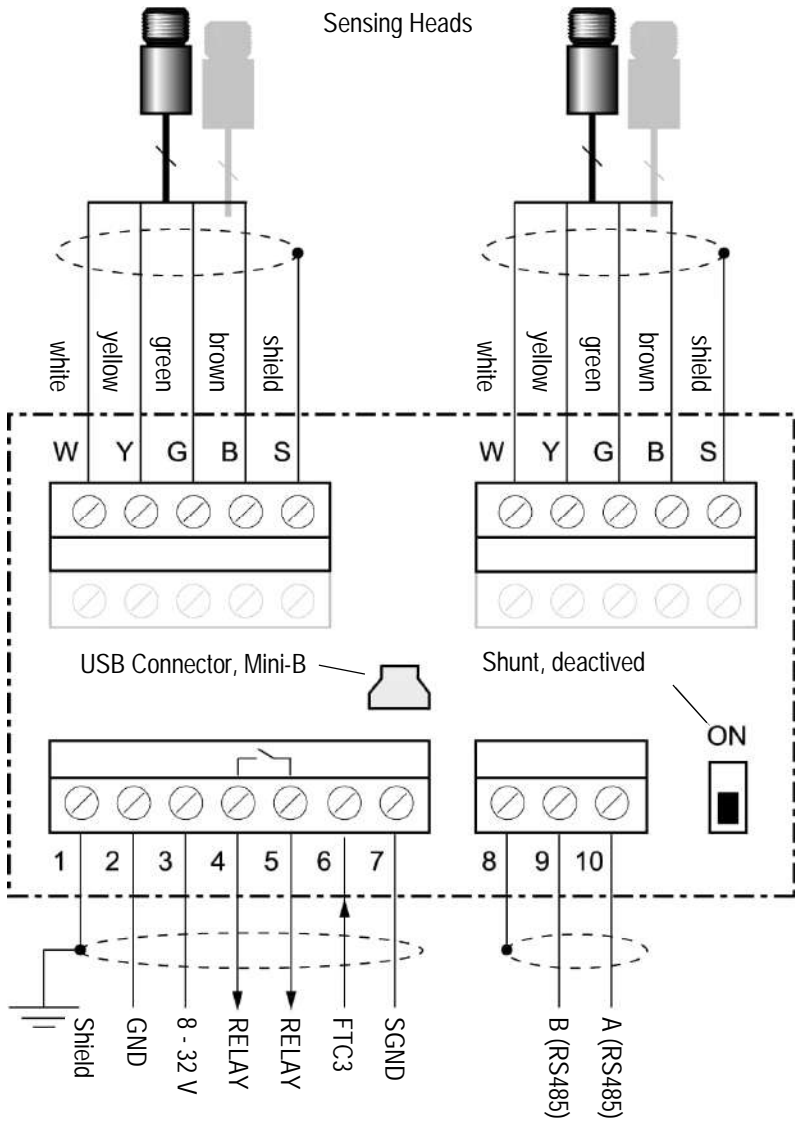 Sensing Heads
white yellow green brown shield
white yellow green brown shield
W Y G B S
W Y G B S
USB Connector, Mini-B
Shunt, deactived
ON
1 2 3 4 5 6 7
8 9 10
Shield
GND
8 - 32 V
RELAY
RELAY
FTC3
SGND
B (RS485)
A (RS485)